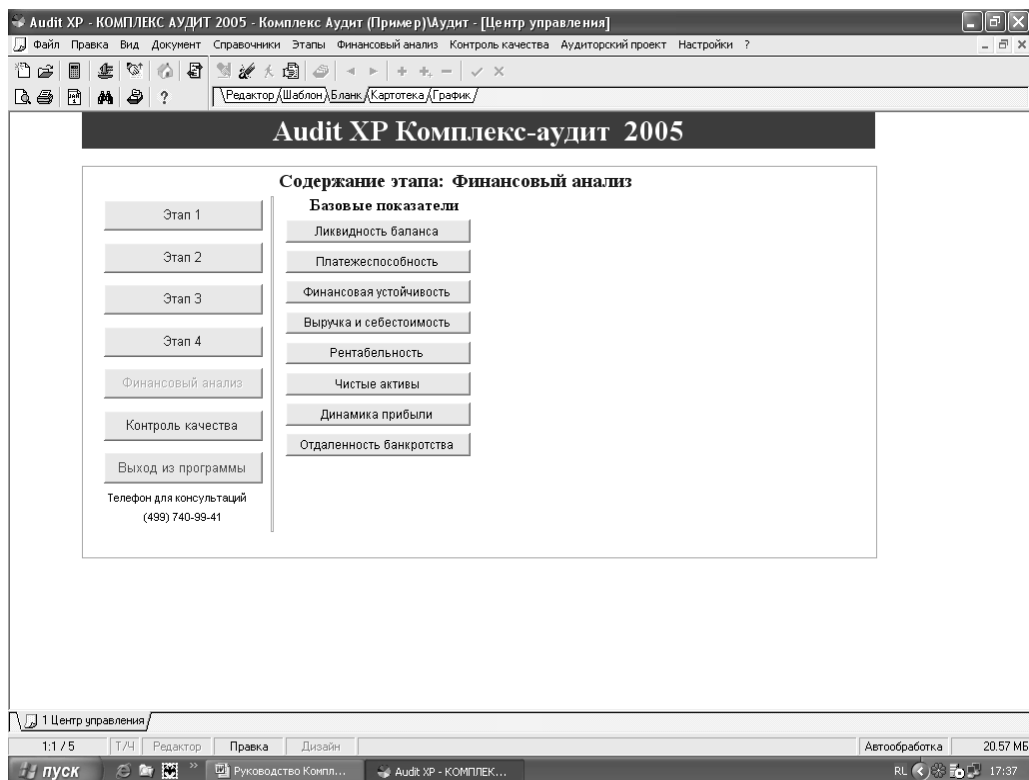 Audit XP - КОМПЛЕКС АУДИТ 2005 - Комплекс Аудит (Пример)\Аудит - [Центр управления]
Файл Правка Вид Документ Справочники Этапы Финансовый анализ Контроль качества Аудиторский проект Настройки ?
Редактор Шаблон Бланк Картотека График
Audit XP Комплекс-аудит 2005
Содержание этапа: Финансовый анализ
Базовые показатели
Этап 1
Этап 2
Этап 3
Этап 4
Финансовый анализ
Контроль качества
Выход из программы
Телефон для консультаций
(499) 740-99-41
Ликвидность баланса
Платежеспособность
Финансовая устойчивость
Выручка и себестоимость
Рентабельность
Чистые активы
Динамика прибыли
Отдаленность банкротства
1 Центр управления
1:1 / 5 Т/Ч Редактор Правка Дизайн Автообработка 20.57 МБ
пуск Руководство Компл... Audit XP - КОМПЛЕК... RL 17:37